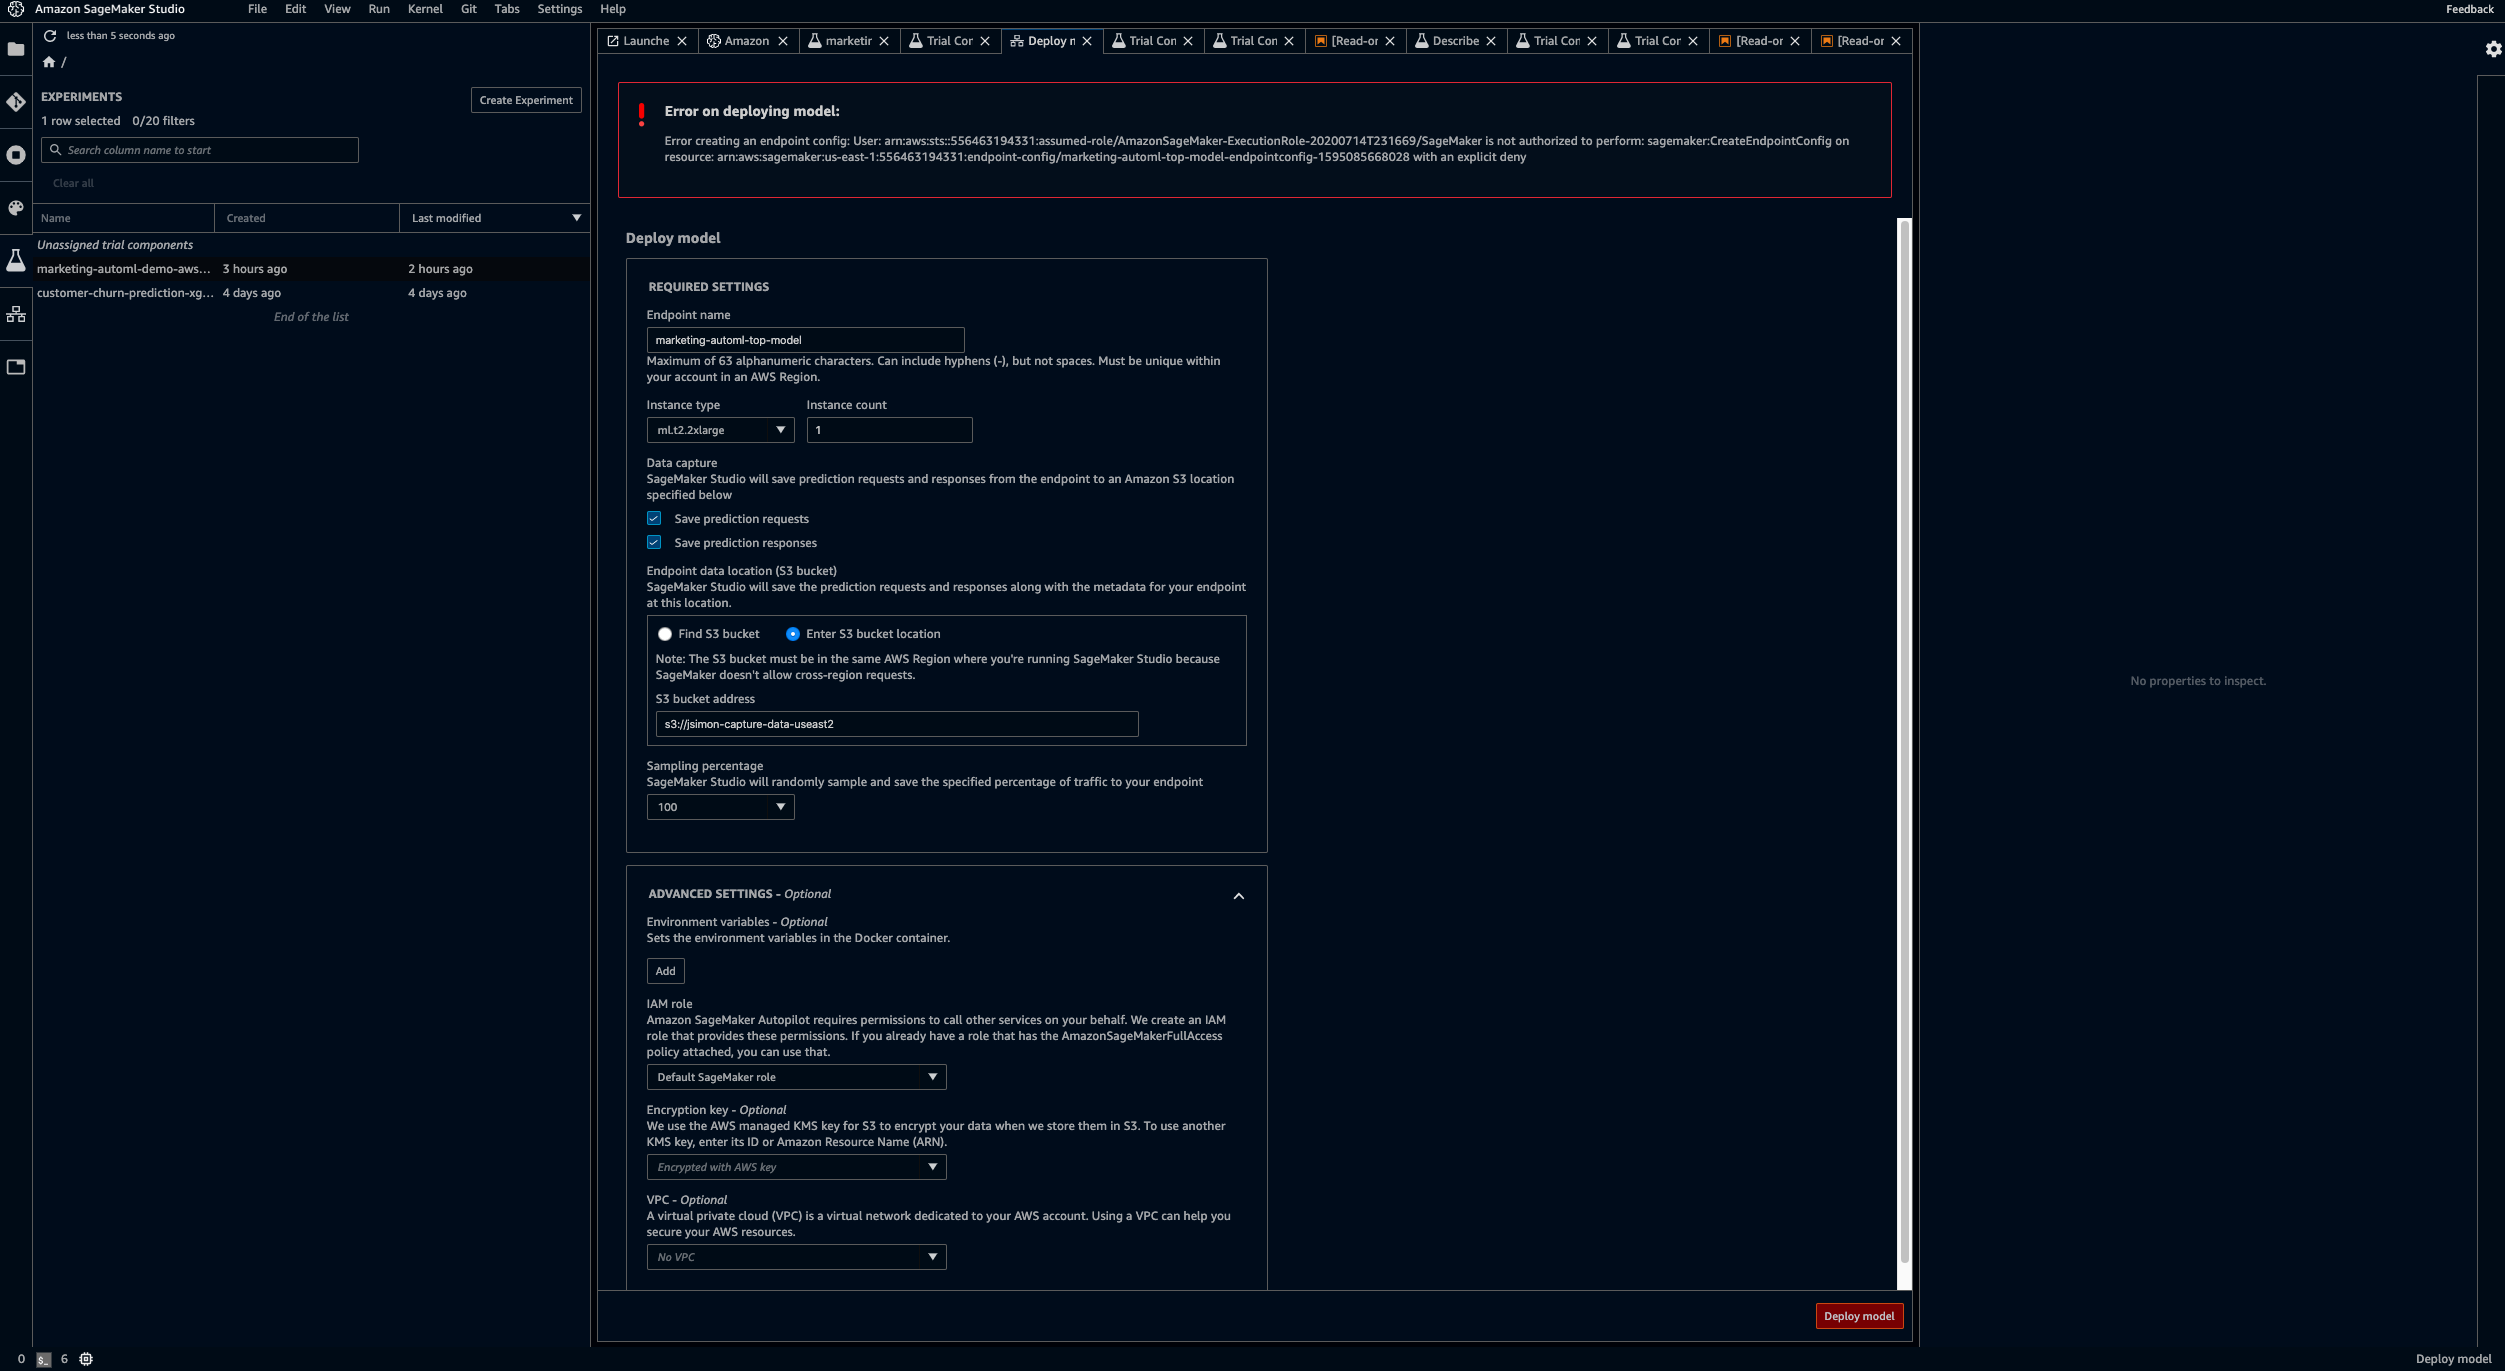 Amazon SageMaker Studio File Edit View Run Kernel Git Tabs Settings Help Feedback
less than 5 seconds ago
/
EXPERIMENTS
Create Experiment
1 row selected 0/20 filters
Search column name to start
Clear all
Name Created Last modified
Unassigned trial components
marketing-automl-demo-aws... 3 hours ago 2 hours ago
customer-churn-prediction-xg... 4 days ago 4 days ago
End of the list
Launche Amazon marketir Trial Cor Deploy r Trial Con Trial Con [Read-or Describe Trial Cor Trial Cor [Read-or [Read-or
Error on deploying model:
Error creating an endpoint config: User: arn:aws:sts::556463194331:assumed-role/AmazonSageMaker-ExecutionRole-20200714T231669/SageMaker is not authorized to perform: sagemaker:CreateEndpointConfig on
resource: arn:aws:sagemaker:us-east-1:556463194331:endpoint-config/marketing-automl-top-model-endpointconfig-1595085668028 with an explicit deny
Deploy model
REQUIRED SETTINGS
Endpoint name
marketing-automl-top-model
Maximum of 63 alphanumeric characters. Can include hyphens (-), but not spaces. Must be unique within
your account in an AWS Region.
Instance type Instance count
ml.t2.2xlarge 1
Data capture
SageMaker Studio will save prediction requests and responses from the endpoint to an Amazon S3 location
specified below
Save prediction requests
Save prediction responses
Endpoint data location (S3 bucket)
SageMaker Studio will save the prediction requests and responses along with the metadata for your endpoint
at this location.
Find S3 bucket Enter S3 bucket location
Note: The S3 bucket must be in the same AWS Region where you're running SageMaker Studio because
SageMaker doesn't allow cross-region requests.
S3 bucket address
s3://jsimon-capture-data-useast2
Sampling percentage
SageMaker Studio will randomly sample and save the specified percentage of traffic to your endpoint
100
ADVANCED SETTINGS - Optional
Environment variables - Optional
Sets the environment variables in the Docker container.
Add
IAM role
Amazon SageMaker Autopilot requires permissions to call other services on your behalf. We create an IAM
role that provides these permissions. If you already have a role that has the AmazonSageMakerFullAccess
policy attached, you can use that.
Default SageMaker role
Encryption key - Optional
We use the AWS managed KMS key for S3 to encrypt your data when we store them in S3. To use another
KMS key, enter its ID or Amazon Resource Name (ARN).
Encrypted with AWS key
VPC - Optional
A virtual private cloud (VPC) is a virtual network dedicated to your AWS account. Using a VPC can help you
secure your AWS resources.
No VPC
Deploy model
No properties to inspect.
0 $_ 6 Deploy model